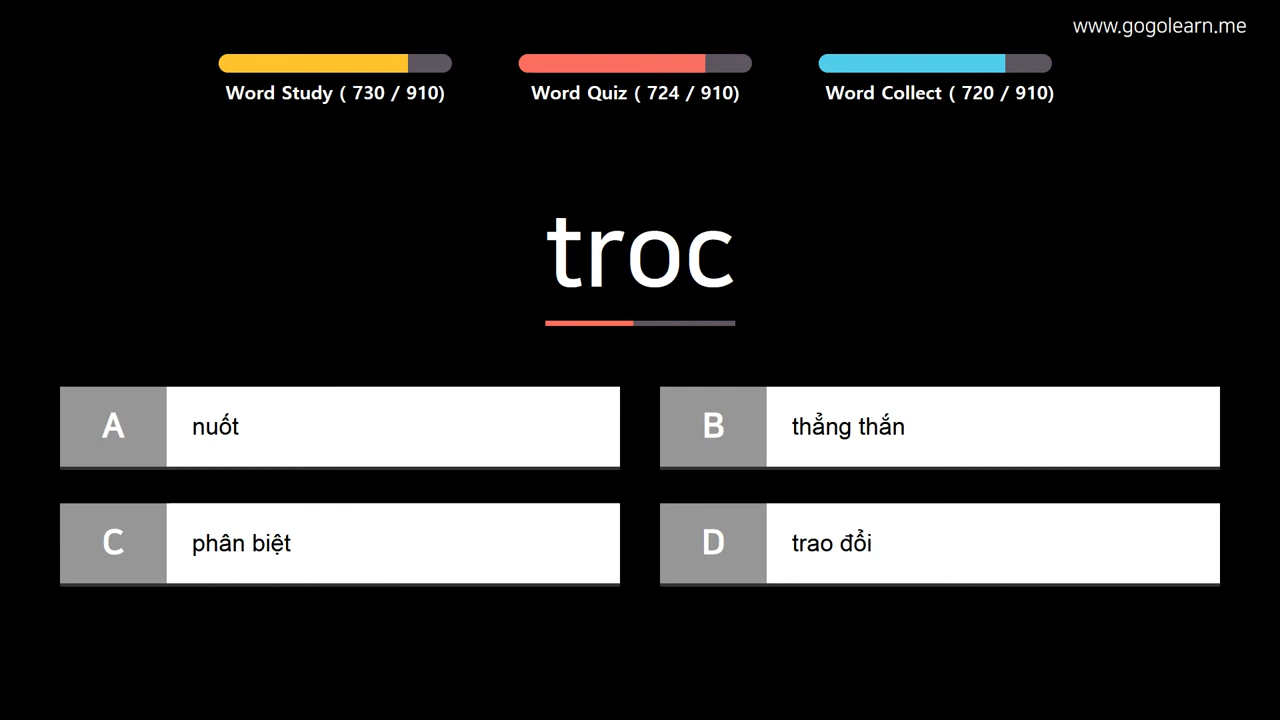 www.gogolearn.me
Word Study ( 730 / 910)
Word Quiz ( 724 / 910)
Word Collect ( 720 / 910)
troc
A nuốt
B thẳng thắn
C phân biệt
D trao đổi